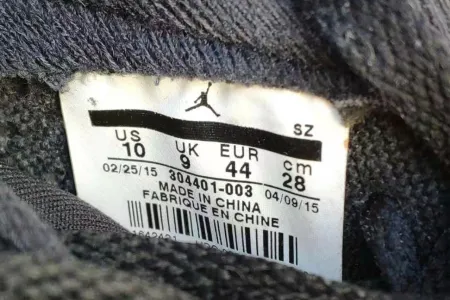 SZ
US UK EUR cm
10 9 44 28
02/25/15 304401-003 04/09/15
MADE IN CHINA
FABRIQUE EN CHINE